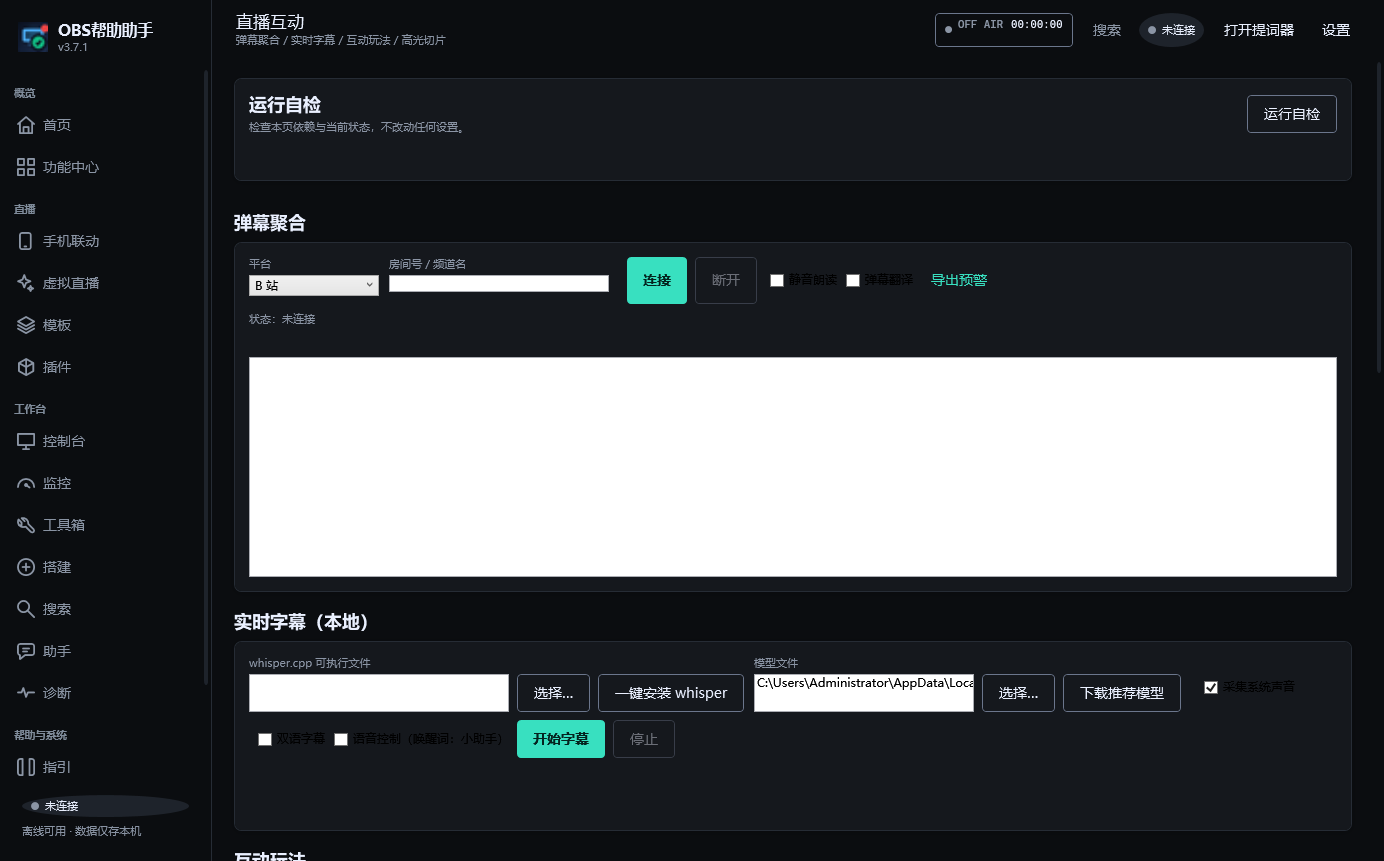 OBS帮助助手
v3.7.1
概览
首页
功能中心
直播
手机联动
虚拟直播
模板
插件
工作台
控制台
监控
工具箱
搭建
搜索
助手
诊断
帮助与系统
指引
未连接
离线可用 · 数据仅存本机
直播互动
弹幕聚合 / 实时字幕 / 互动玩法 / 高光切片
OFF AIR 00:00:00
搜索
未连接
打开提词器
设置
运行自检
检查本页依赖与当前状态，不改动任何设置。
运行自检
弹幕聚合
平台
房间号 / 频道名
B 站
连接
断开
静音朗读
弹幕翻译
导出预警
状态：未连接
实时字幕（本地）
whisper.cpp 可执行文件
模型文件
选择...
一键安装 whisper
C:\Users\Administrator\AppData\Loca
选择...
下载推荐模型
采集系统声音
双语字幕
语音控制（唤醒词：小助手）
开始字幕
停止
互动玩法